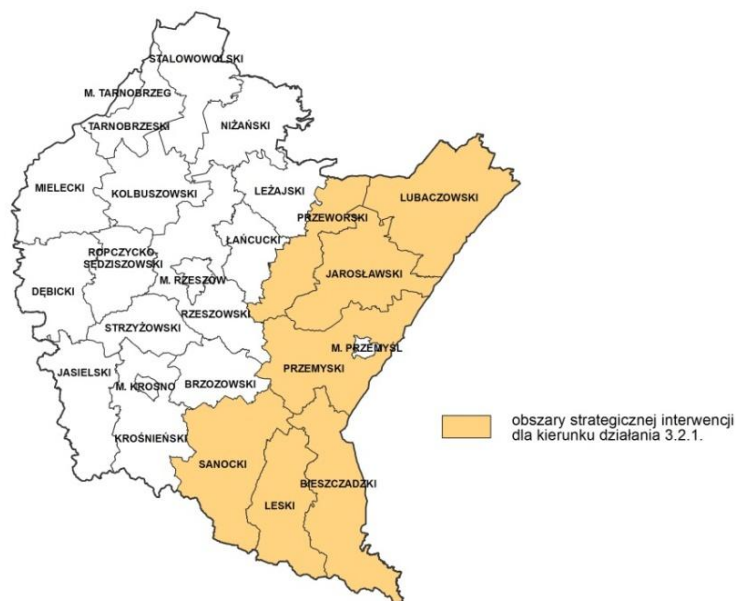 STALOWOWOLSKI
M. TARNOBRZEG
TARNOBRZESKI
NIŻAŃSKI
MIELECKI
KOLBUSZOWSKI
LEŻAJSKI
LUBACZOWSKI
PRZEWORSKI
ŁAŃCUCKI
ROPCZYCKO
SĘDZISZOWSKI
JAROSŁAWSKI
M. RZESZÓW
DĘBICKI
RZESZOWSKI
STRZYŻOWSKI
M. PRZEMYŚL
PRZEMYSKI
JASIELSKI
M. KROSNO
BRZOZOWSKI
obszary strategicznej interwencji
dla kierunku działania 3.2.1.
KROŚNIEŃSKI
SANOCKI
BIESZCZADZKI
LESKI